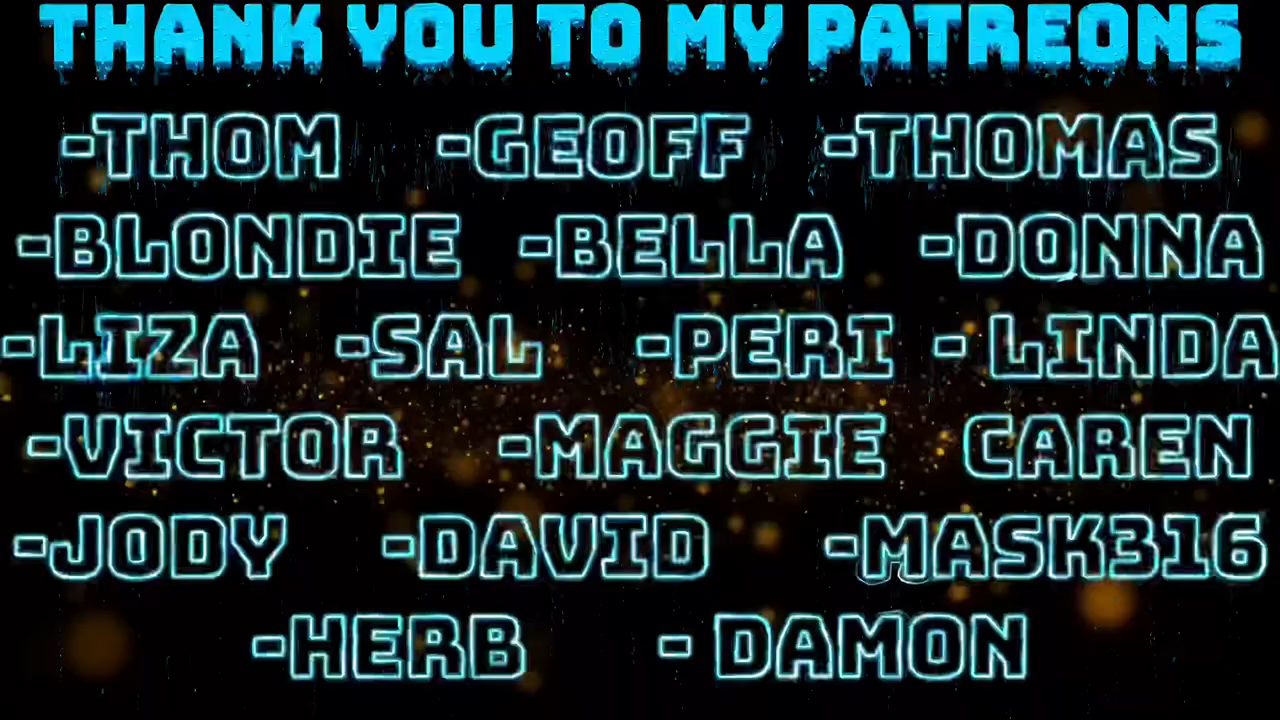 THANK YOU TO MY PATREONS
-THOM -GEOFF -THOMAS
-BLONDIE -BELLA -DONNA
-LIZA -SAL -PERI - LINDA
-VICTOR -MAGGIE CAREN
-JODY -DAVID -MASK316
-HERB - DAMON